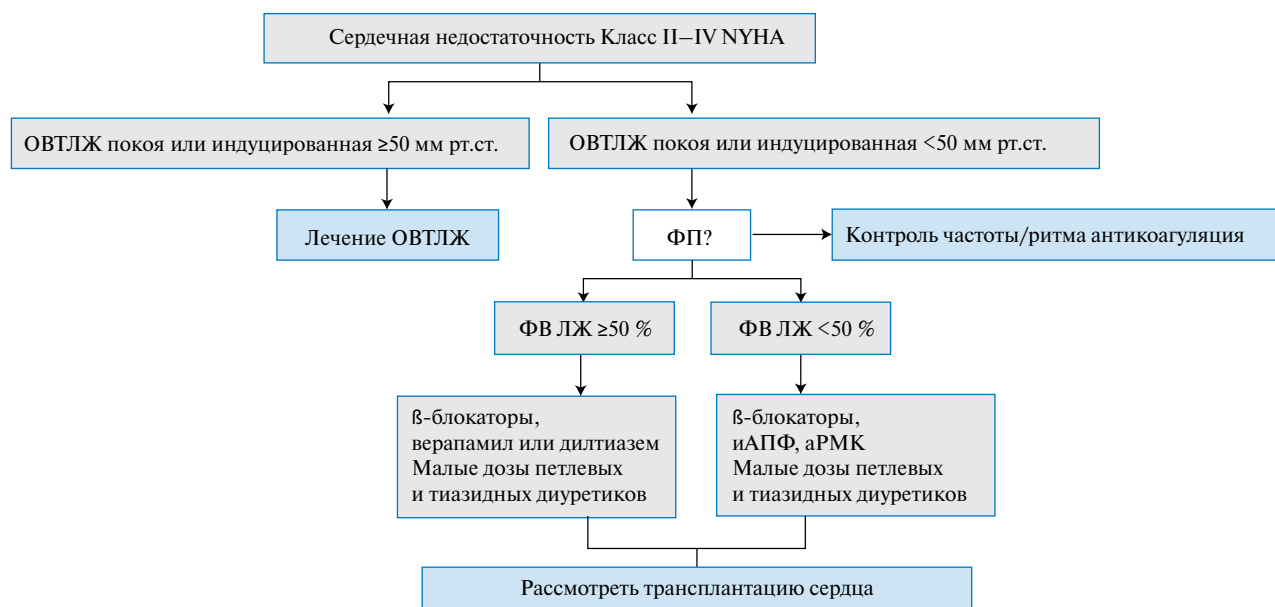 Сердечная недостаточность Класс II–IV NYHA
ОВТЛЖ покоя или индуцированная ≥50 мм рт.ст.
ОВТЛЖ покоя или индуцированная <50 мм рт.ст.
Лечение ОВТЛЖ
ФП?
Контроль частоты/ритма антикоагуляция
ФВ ЛЖ ≥50 %
ФВ ЛЖ <50 %
ß-блокаторы,
верапамил или дилтиазем
Малые дозы петлевых
и тиазидных диуретиков
ß-блокаторы,
иАПФ, аРМК
Малые дозы петлевых
и тиазидных диуретиков
Рассмотреть трансплантацию сердца